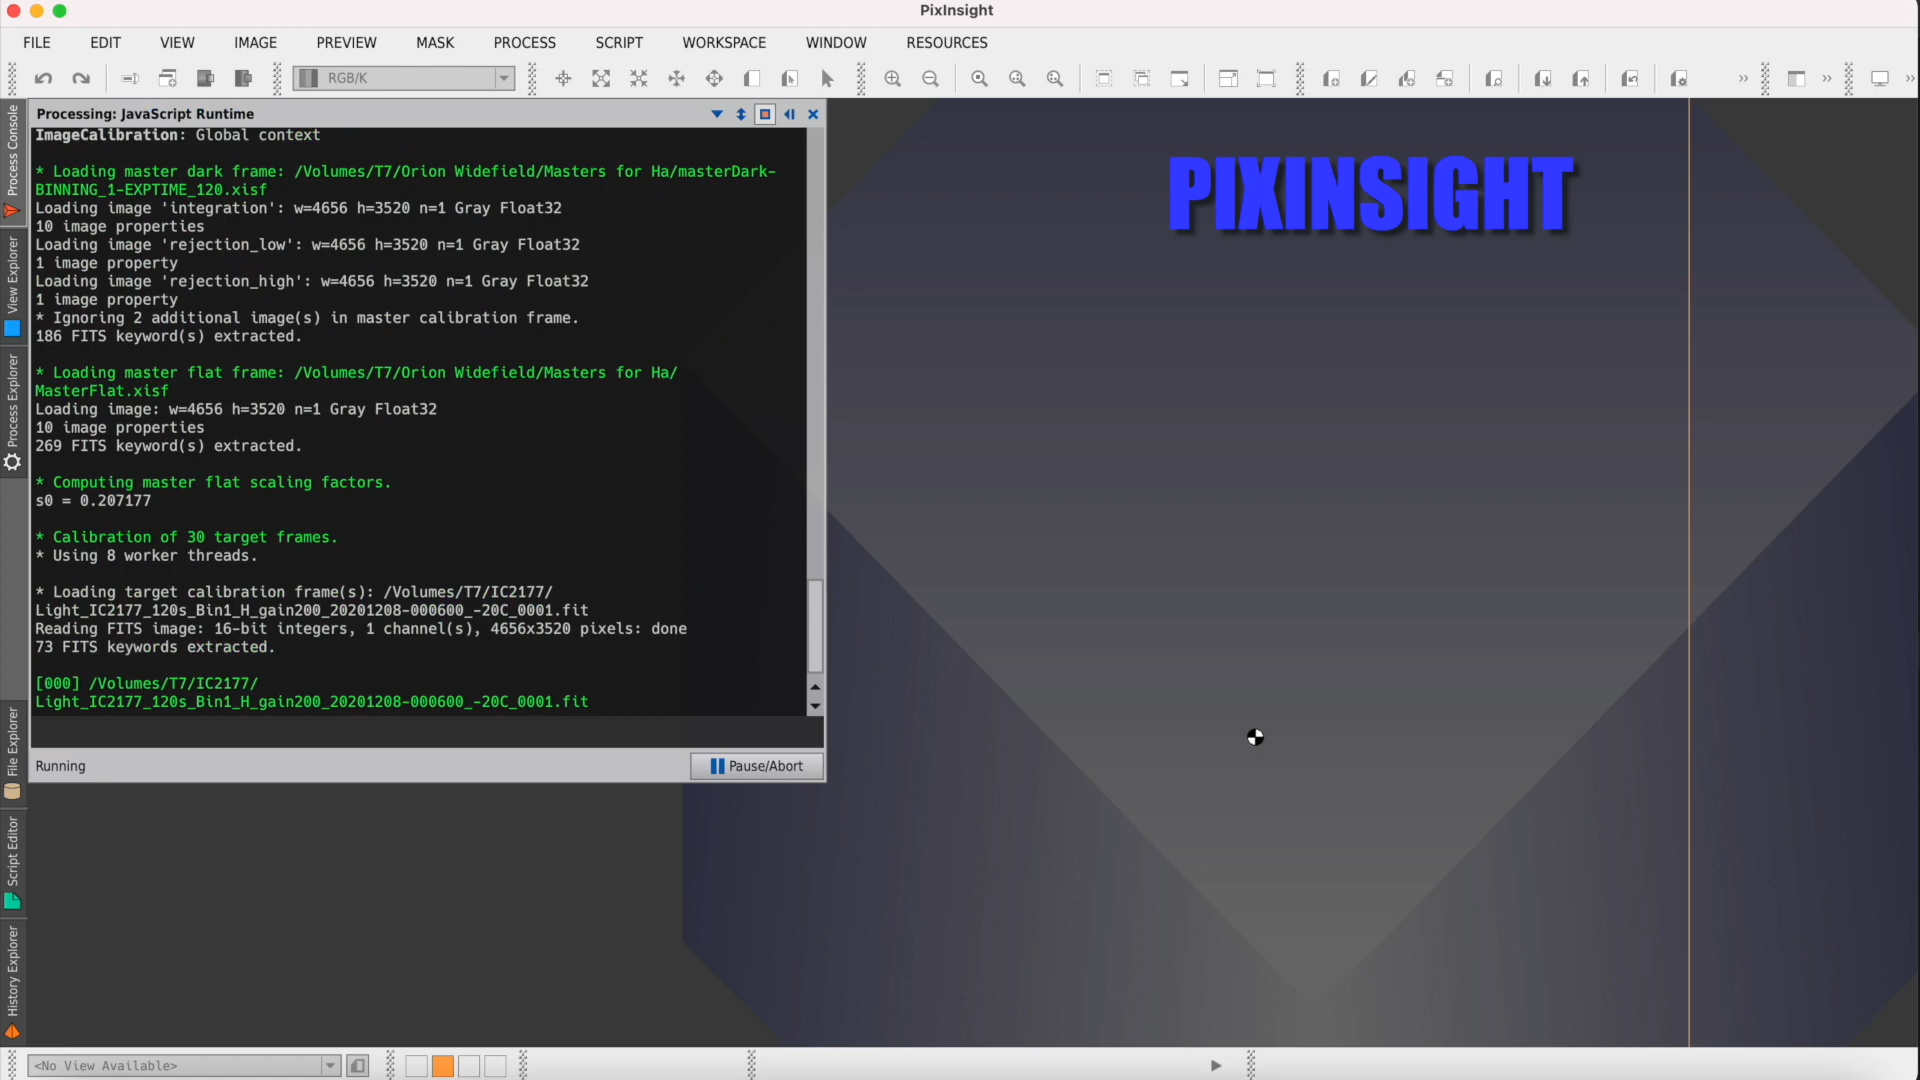 PixInsight
FILE EDIT VIEW IMAGE PREVIEW MASK PROCESS SCRIPT WORKSPACE WINDOW RESOURCES
RGB/K
Processing: JavaScript Runtime
ImageCalibration: Global context
* Loading master dark frame: /Volumes/T7/Orion Widefield/Masters for Ha/masterDark-
BINNING_1-EXPTIME_120.xisf
Loading image 'integration': w=4656 h=3520 n=1 Gray Float32
10 image properties
Loading image 'rejection_low': w=4656 h=3520 n=1 Gray Float32
1 image property
Loading image 'rejection_high': w=4656 h=3520 n=1 Gray Float32
1 image property
* Ignoring 2 additional image(s) in master calibration frame.
186 FITS keyword(s) extracted.
* Loading master flat frame: /Volumes/T7/Orion Widefield/Masters for Ha/
MasterFlat.xisf
Loading image: w=4656 h=3520 n=1 Gray Float32
10 image properties
269 FITS keyword(s) extracted.
* Computing master flat scaling factors.
s0 = 0.207177
* Calibration of 30 target frames.
* Using 8 worker threads.
* Loading target calibration frame(s): /Volumes/T7/IC2177/
Light_IC2177_120s_Bin1_H_gain200_20201208-000600_-20C_0001.fit
Reading FITS image: 16-bit integers, 1 channel(s), 4656x3520 pixels: done
73 FITS keywords extracted.
[000] /Volumes/T7/IC2177/
Light_IC2177_120s_Bin1_H_gain200_20201208-000600_-20C_0001.fit
Running
Pause/Abort
Process Console
View Explorer
Process Explorer
File Explorer
Script Editor
History Explorer
PIXINSIGHT
<No View Available>